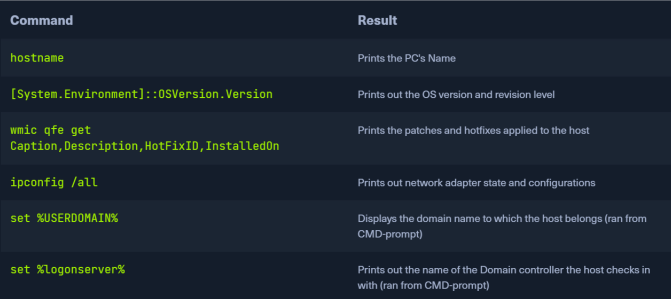 Command Result
hostname Prints the PC's Name
[System.Environment]::OSVersion.Version Prints out the OS version and revision level
wmic qfe get Prints the patches and hotfixes applied to the host
Caption,Description,HotFixID,InstalledOn
ipconfig /all Prints out network adapter state and configurations
set %USERDOMAIN% Displays the domain name to which the host belongs (ran from
CMD-prompt)
set %logonserver% Prints out the name of the Domain controller the host checks in
with (ran from CMD-prompt)